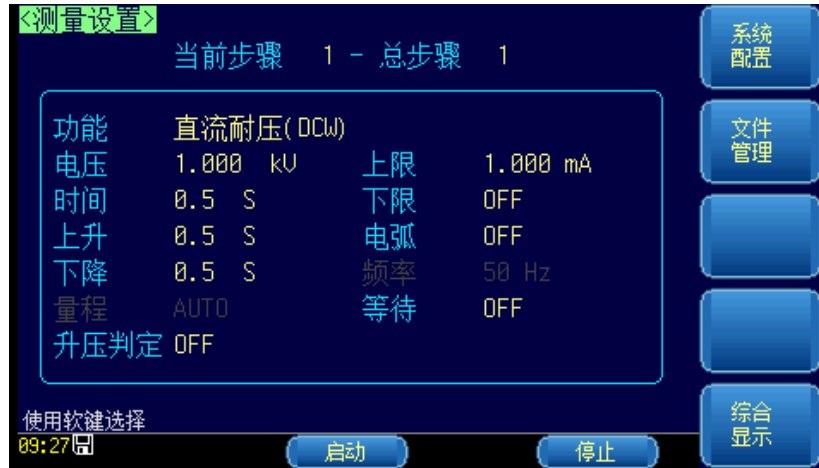 <测量设置>
当前步骤 1 - 总步骤 1
功能 直流耐压(DCW)
电压 1.000 kV 上限 1.000 mA
时间 0.5 S 下限 OFF
上升 0.5 S 电弧 OFF
下降 0.5 S 频率 50 Hz
量程 AUTO 等待 OFF
升压判定 OFF
使用软键选择
09:27
启动 停止
系统
配置
文件
管理
综合
显示